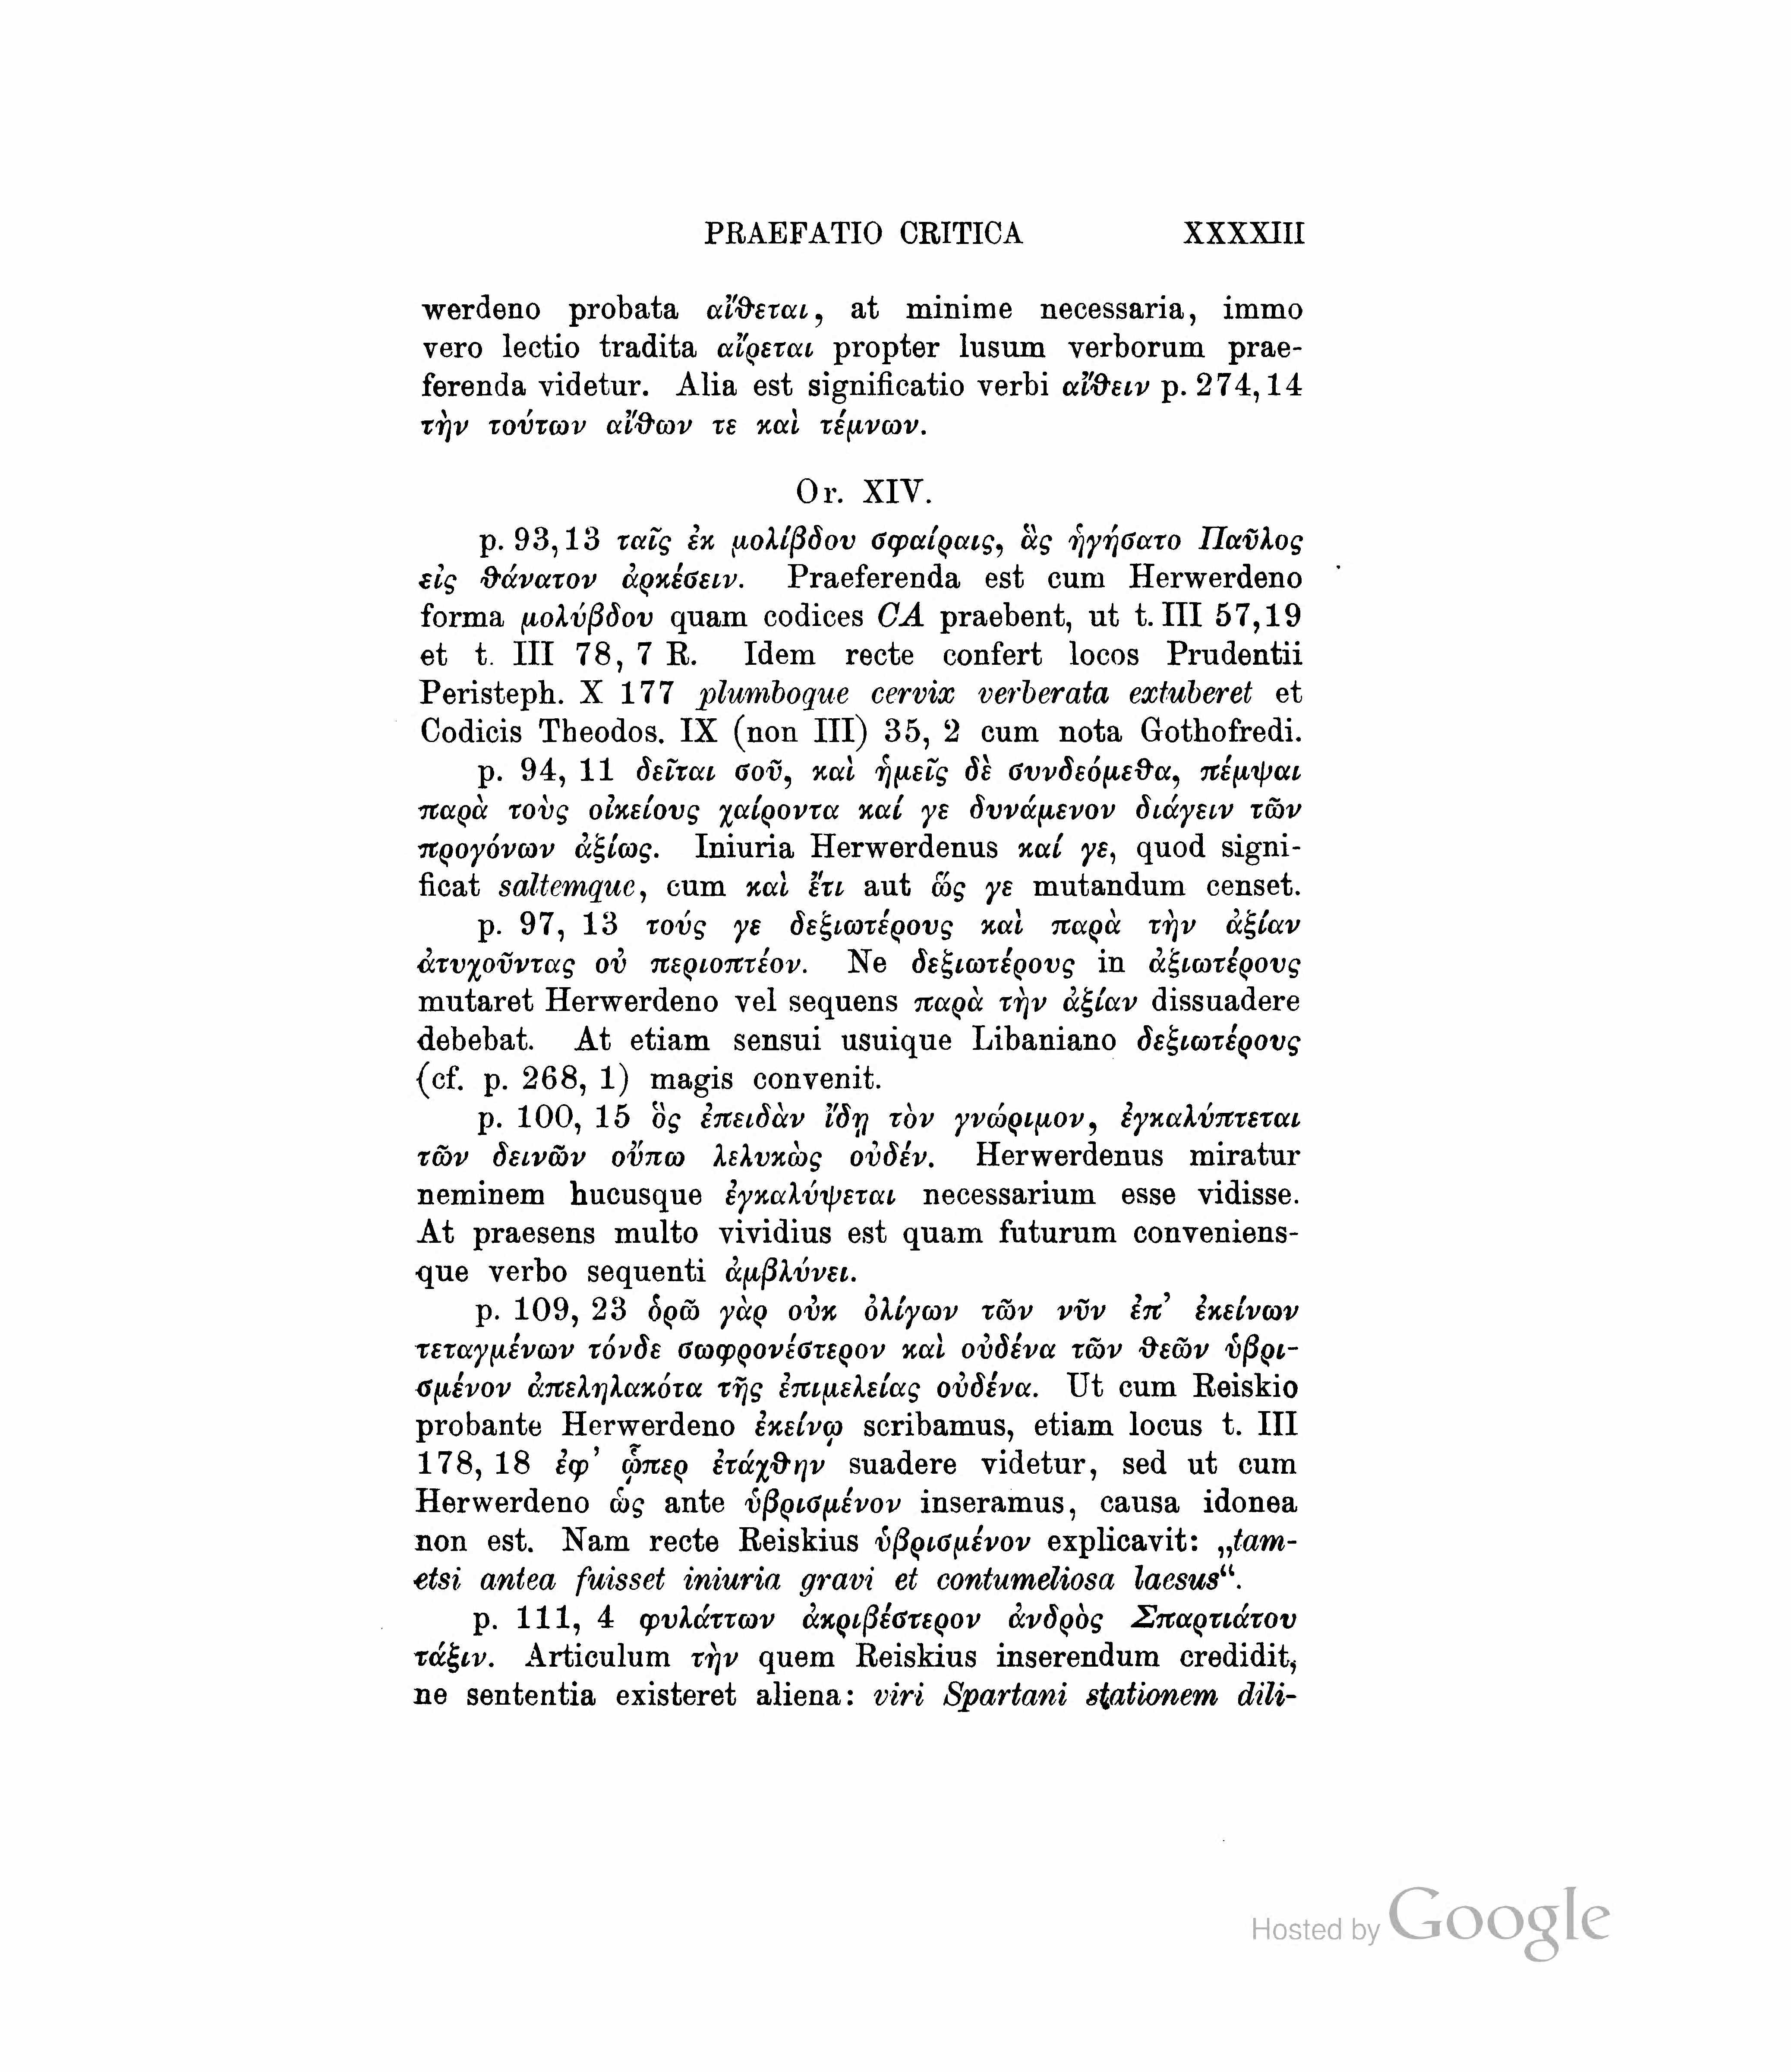 PRAEFATIO CRITICA XXXXIII
werdeno probata αἴθεται, at minime necessaria, immo
vero lectio tradita αἴρεται propter lusum verborum prae-
ferenda videtur. Alia est significatio verbi αἴθειν p. 274,14
τὴν τούτων αἴθων τε καὶ τέμνων.
Or. XIV.
p. 93,13 ταῖς ἐκ μολίβδου σφαίραις, ἃς ἡγήσατο Παῦλος
εἰς θάνατον ἀρκέσειν. Praeferenda est cum Herwerdeno
forma μολύβδου quam codices CA praebent, ut t. III 57,19
et t. III 78, 7 R. Idem recte confert locos Prudentii
Peristeph. X 177 plumboque cervix verberata extuberet et
Codicis Theodos. IX (non III) 35, 2 cum nota Gothofredi.
p. 94, 11 δεῖται σοῦ, καὶ ἡμεῖς δὲ συνδεόμεθα, πέμψαι
παρὰ τοὺς οἰκείους χαίροντα καί γε δυνάμενον διάγειν τῶν
προγόνων ἀξίως. Iniuria Herwerdenus καί γε, quod signi-
ficat saltemque, cum καὶ ἔτι aut ὥς γε mutandum censet.
p. 97, 13 τούς γε δεξιωτέρους καὶ παρὰ τὴν ἀξίαν
ἀτυχοῦντας οὐ περιοπτέον. Ne δεξιωτέρους in ἀξιωτέρους
mutaret Herwerdeno vel sequens παρὰ τὴν ἀξίαν dissuadere
debebat. At etiam sensui usuique Libaniano δεξιωτέρους
(cf. p. 268, 1) magis convenit.
p. 100, 15 ὃς ἐπειδὰν ἴδῃ τὸν γνώριμον, ἐγκαλύπτεται
τῶν δεινῶν οὔπω λελυκὼς οὐδέν. Herwerdenus miratur
neminem hucusque ἐγκαλύψεται necessarium esse vidisse.
At praesens multo vividius est quam futurum conveniens-
que verbo sequenti ἀμβλύνει.
p. 109, 23 ὁρῶ γὰρ οὐκ ὀλίγων τῶν νῦν ἐπ’ ἐκείνων
τεταγμένων τόνδε σωφρονέστερον καὶ οὐδένα τῶν θεῶν ὑβρι-
σμένον ἀπεληλακότα τῆς ἐπιμελείας οὐδένα. Ut cum Reiskio
probante Herwerdeno ἐκείνῳ scribamus, etiam locus t. III
178, 18 ἐφ’ ᾧπερ ἐτάχθην suadere videtur, sed ut cum
Herwerdeno ὡς ante ὑβρισμένον inseramus, causa idonea
non est. Nam recte Reiskius ὑβρισμένον explicavit: „tam-
etsi antea fuisset iniuria gravi et contumeliosa laesus“.
p. 111, 4 φυλάττων ἀκριβέστερον ἀνδρὸς Σπαρτιάτου
τάξιν. Articulum τὴν quem Reiskius inserendum credidit,
ne sententia existeret aliena: viri Spartani stationem dili-
Hosted by Google